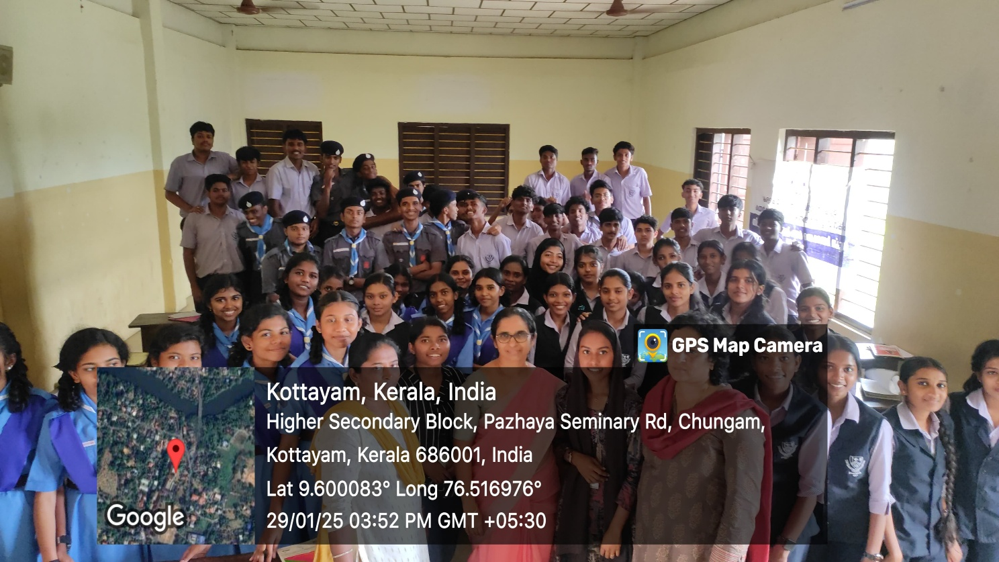 GPS Map Camera
Kottayam, Kerala, India
Higher Secondary Block, Pazhaya Seminary Rd, Chungam,
Kottayam, Kerala 686001, India
Lat 9.600083° Long 76.516976°
29/01/25 03:52 PM GMT +05:30
Google